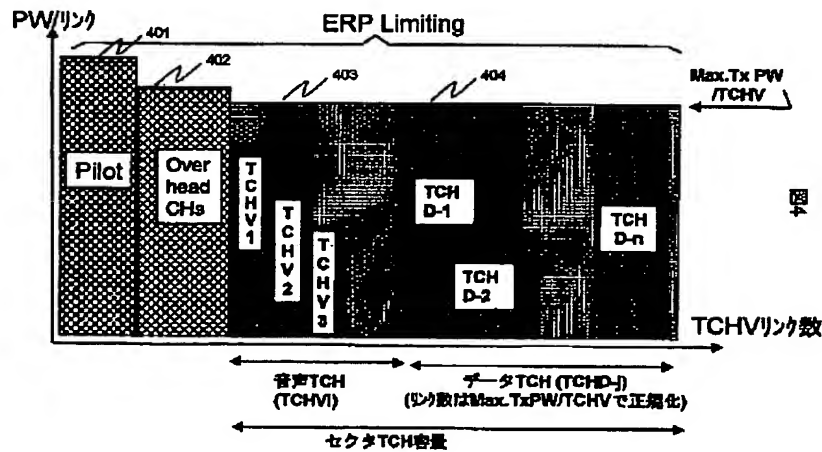 PW/リンク
ERP Limiting
401
402
403
404
Max.Tx PW
/TCHV
Pilot
Over
head
CHs
TCHV1
TCHV2
TCHV3
TCH
D-1
TCH
D-2
TCH
D-n
図4
TCHVリンク数
音声TCH
(TCHVi)
データTCH (TCHD-j)
(リンク数はMax.TxPW/TCHVで正規化)
セクタTCH容量